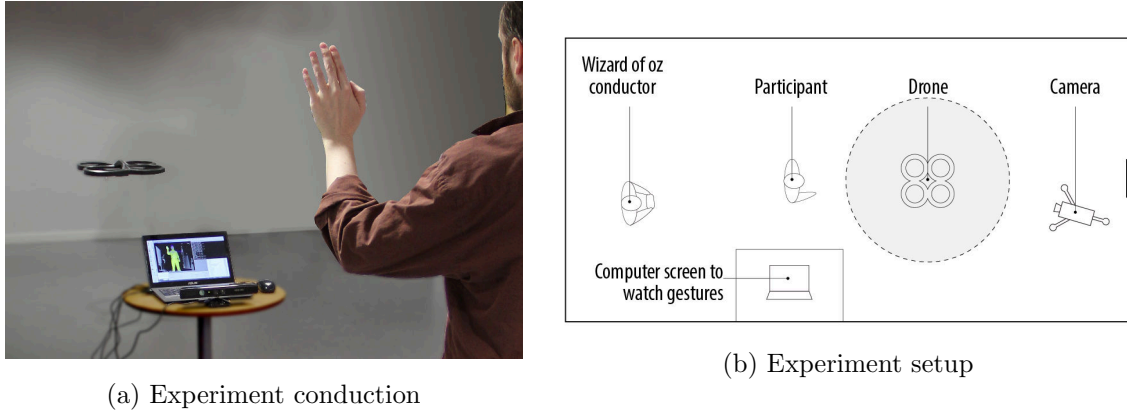 Wizard of oz
conductor
Participant
Drone
Camera
Computer screen to
watch gestures
(a) Experiment conduction
(b) Experiment setup